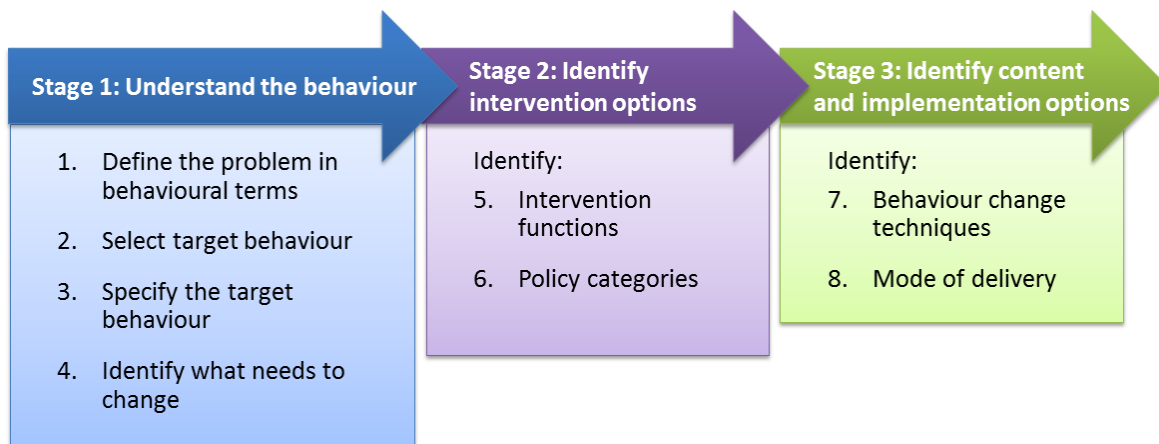 Stage 1: Understand the behaviour
1. Define the problem in
behavioural terms
2. Select target behaviour
3. Specify the target
behaviour
4. Identify what needs to
change
Stage 2: Identify
intervention options
Identify:
5. Intervention
functions
6. Policy categories
Stage 3: Identify content
and implementation options
Identify:
7. Behaviour change
techniques
8. Mode of delivery